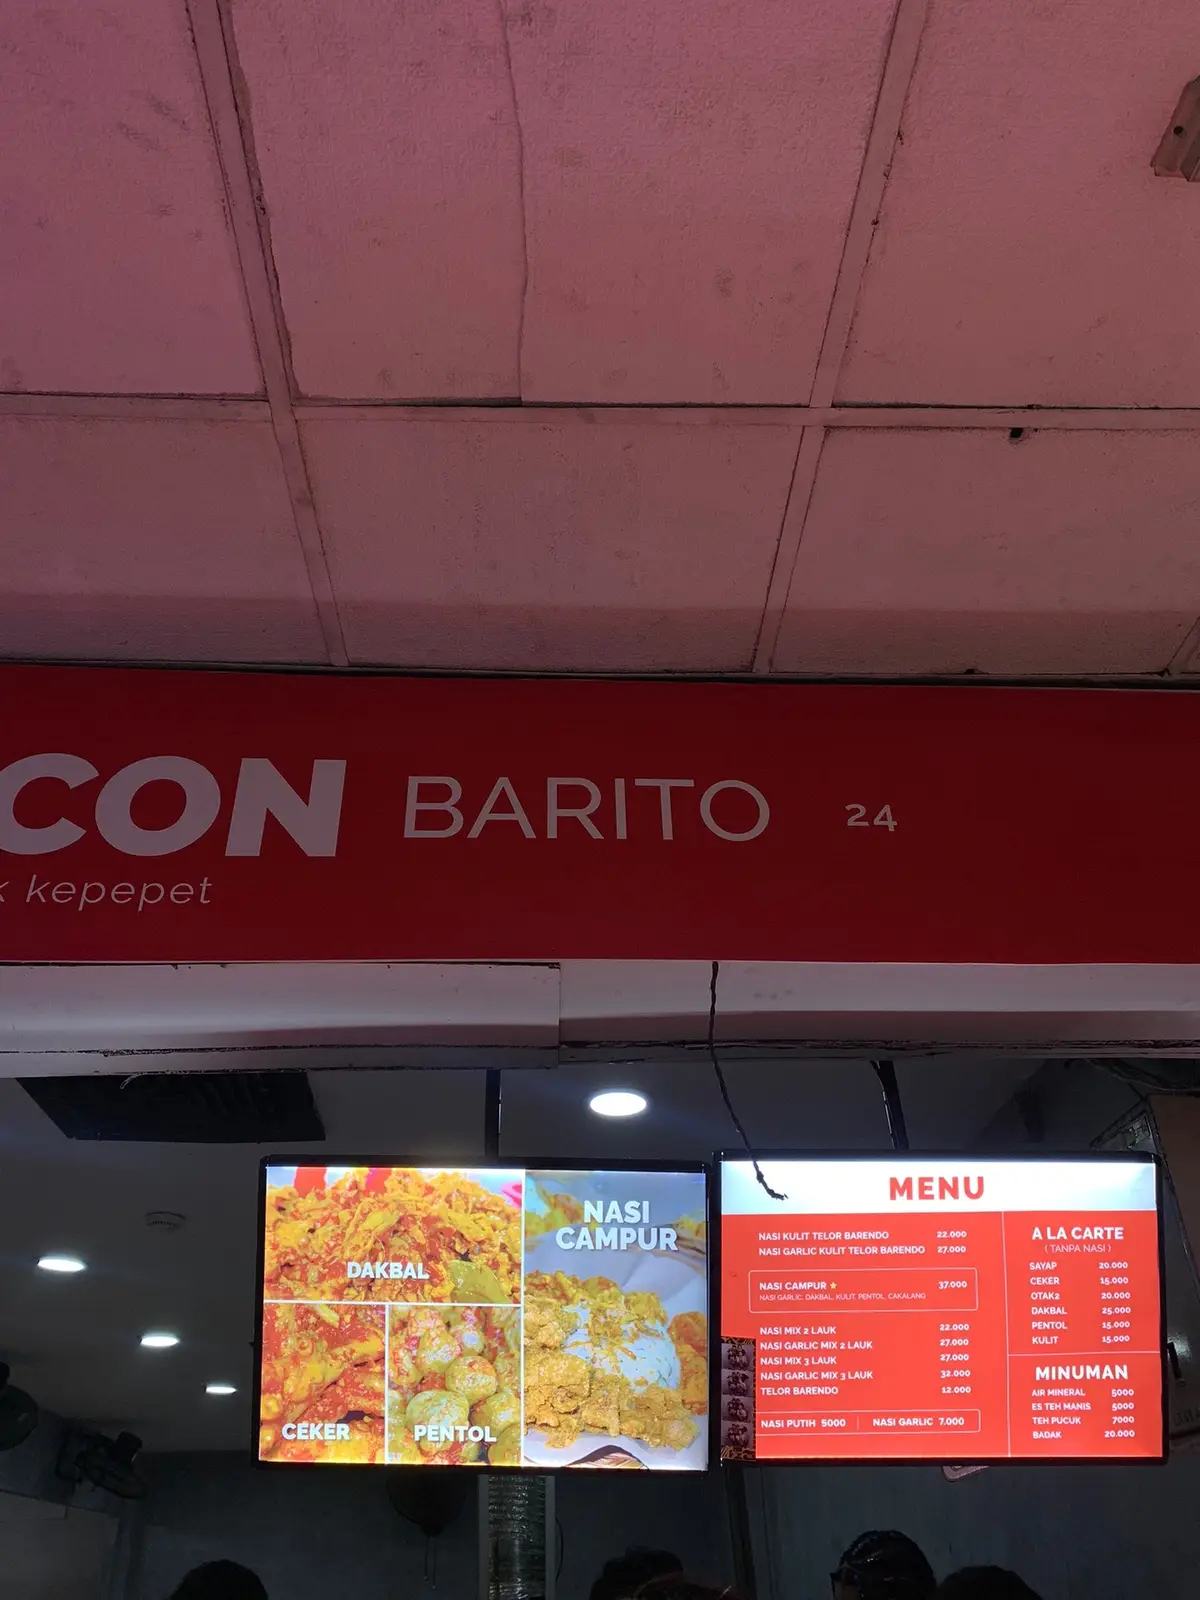 CON BARITO 24
k kepepet
DAKBAL
CEKER
PENTOL
NASI
CAMPUR
MENU
NASI KULIT TELOR BARENDO 22.000
NASI GARLIC KULIT TELOR BARENDO 27.000
NASI CAMPUR ★ 37.000
NASI GARLIC, DAKBAL, KULIT, PENTOL, CAKALANG
NASI MIX 2 LAUK 22.000
NASI GARLIC MIX 2 LAUK 27.000
NASI MIX 3 LAUK 27.000
NASI GARLIC MIX 3 LAUK 32.000
TELOR BARENDO 12.000
NASI PUTIH 5000 | NASI GARLIC 7.000
A LA CARTE
( TANPA NASI )
SAYAP 20.000
CEKER 15.000
OTAK2 20.000
DAKBAL 25.000
PENTOL 15.000
KULIT 15.000
MINUMAN
AIR MINERAL 5000
ES TEH MANIS 5000
TEH PUCUK 7000
BADAK 20.000